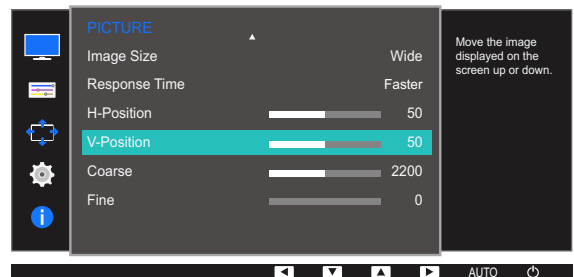 PICTURE
Image Size Wide
Response Time Faster
H-Position 50
V-Position 50
Coarse 2200
Fine 0
Move the image
displayed on the
screen up or down.
AUTO